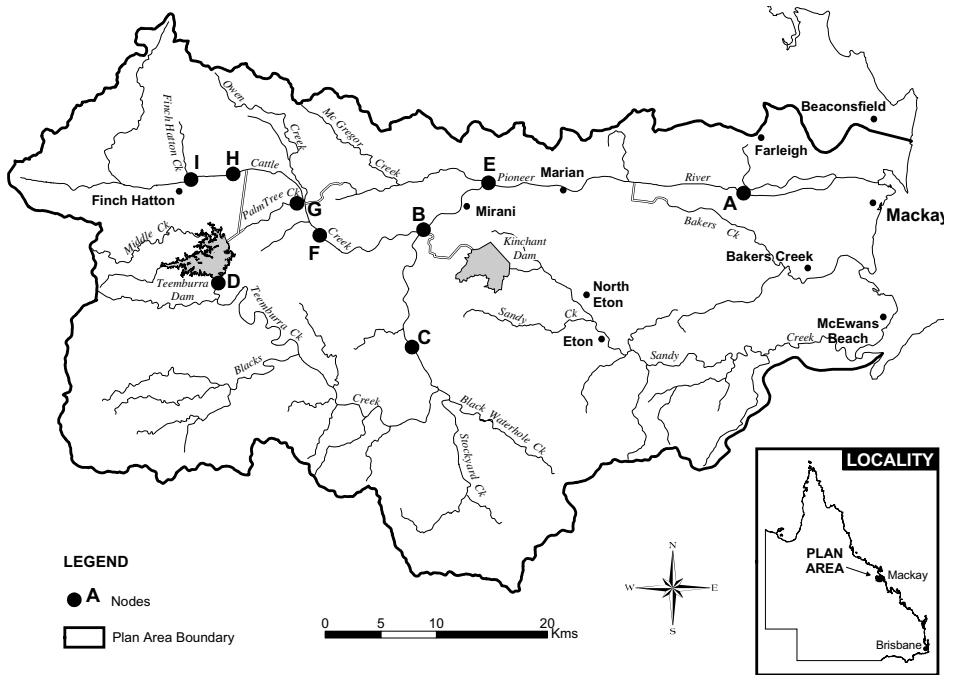 Beaconsfield
Farleigh
Owen
Creek
Mc Gregor
Creek
Finch Hatton Ck
I
H
Cattle
E
Pioneer
Marian
River
A
Mackay
Finch Hatton
PalmTree Ck
G
B
Mirani
Bakers Ck
Middle Ck
F
Creek
Kinchant
Dam
Bakers Creek
Teemburra
Dam
D
Teemburra Ck
North
Eton
Sandy Ck
Eton
McEwans
Beach
C
Sandy
Creek
Blacks
Creek
Black Waterhole Ck
Stockyard Ck
LOCALITY
PLAN
AREA
Mackay
Brisbane
LEGEND
A Nodes
Plan Area Boundary
0 5 10 20
Kms
N
W E
S